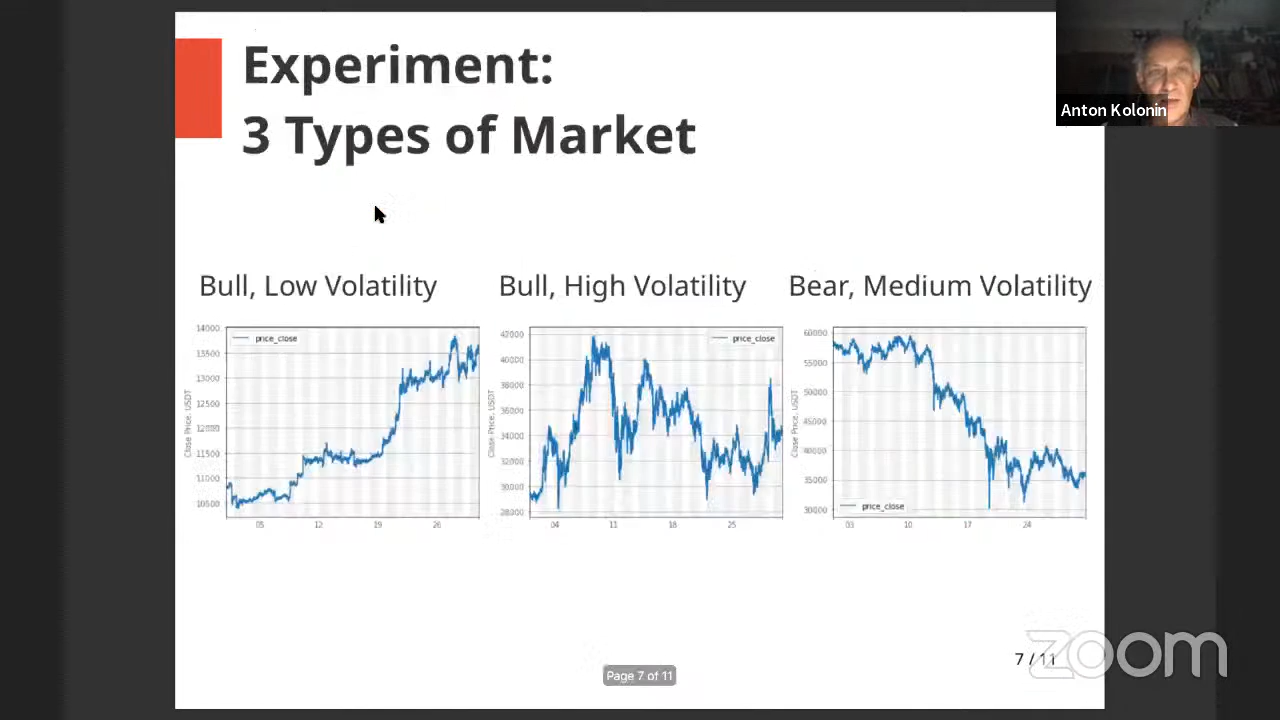 Experiment:
3 Types of Market
Anton Kolonin
Bull, Low Volatility
Bull, High Volatility
Bear, Medium Volatility
price_close
14000
13500
13000
12500
12000
11500
11000
10500
Close Price, USDT
05 12 19 26
price_close
42000
40000
38000
36000
34000
32000
30000
28000
Close Price, USDT
04 11 18 25
price_close
60000
55000
50000
45000
40000
35000
30000
Close Price, USDT
03 10 17 24
7 / 11
Page 7 of 11
zoom